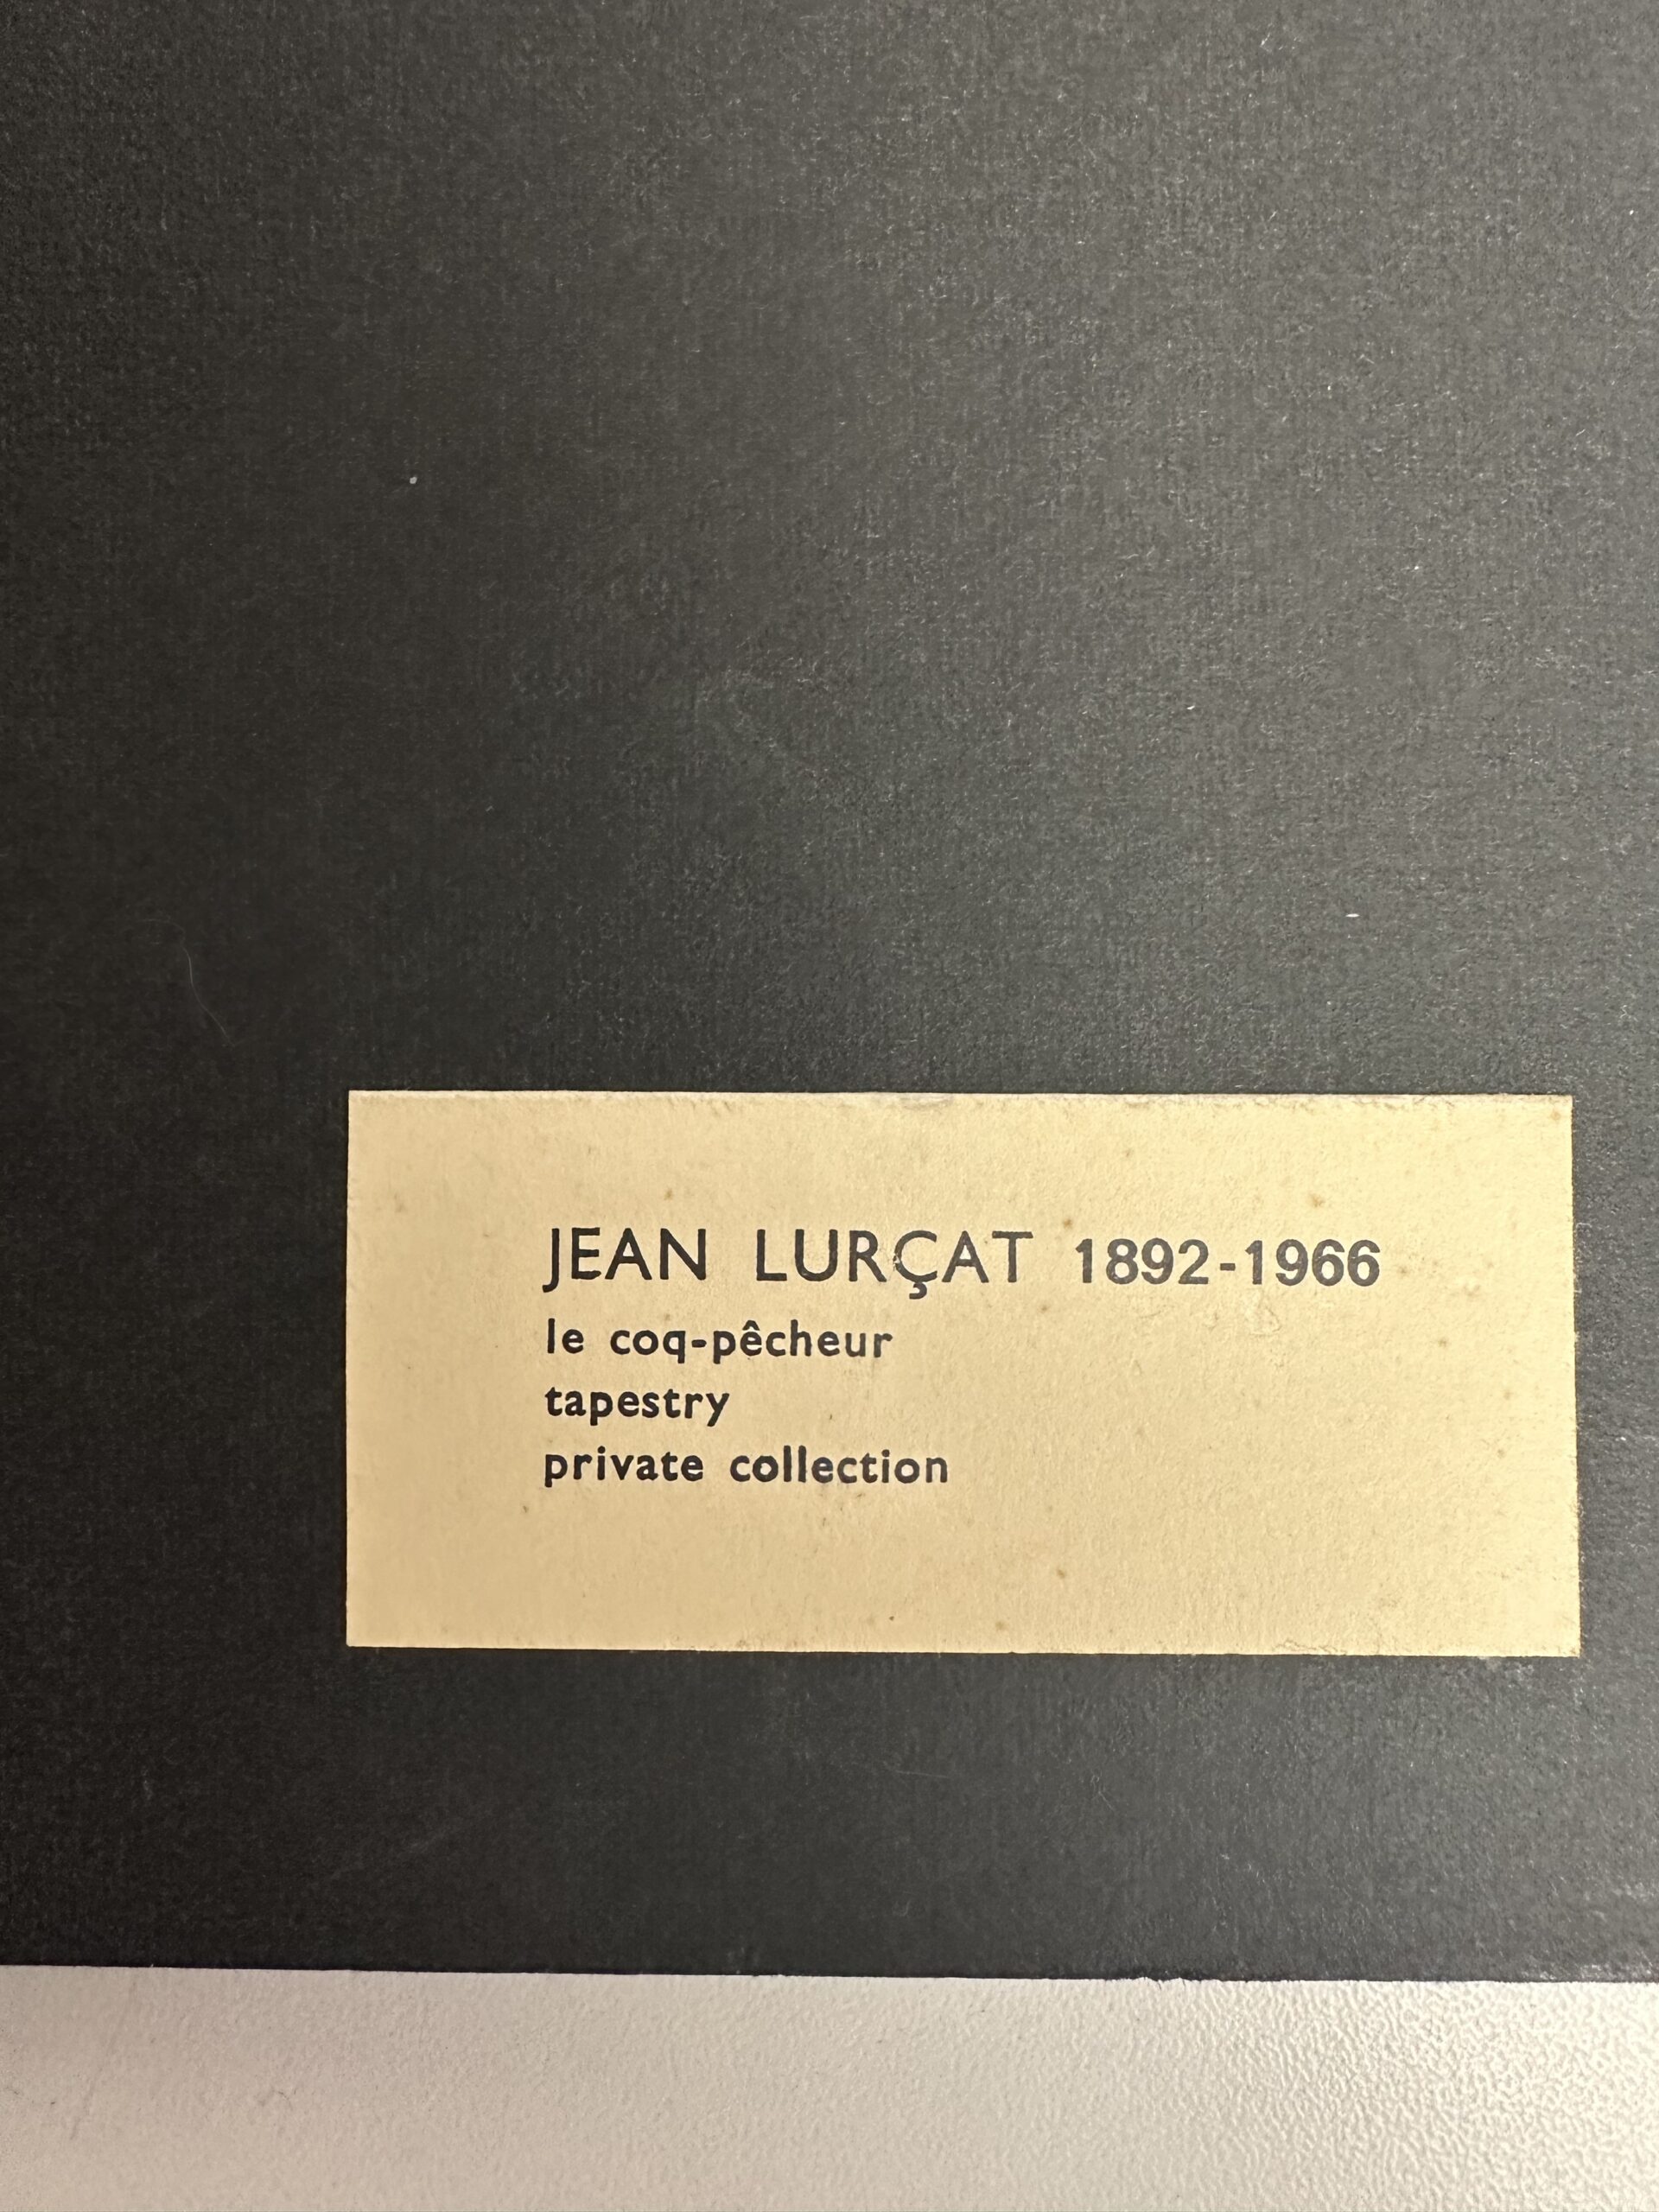 JEAN LURÇAT 1892-1966
le coq-pêcheur
tapestry
private collection